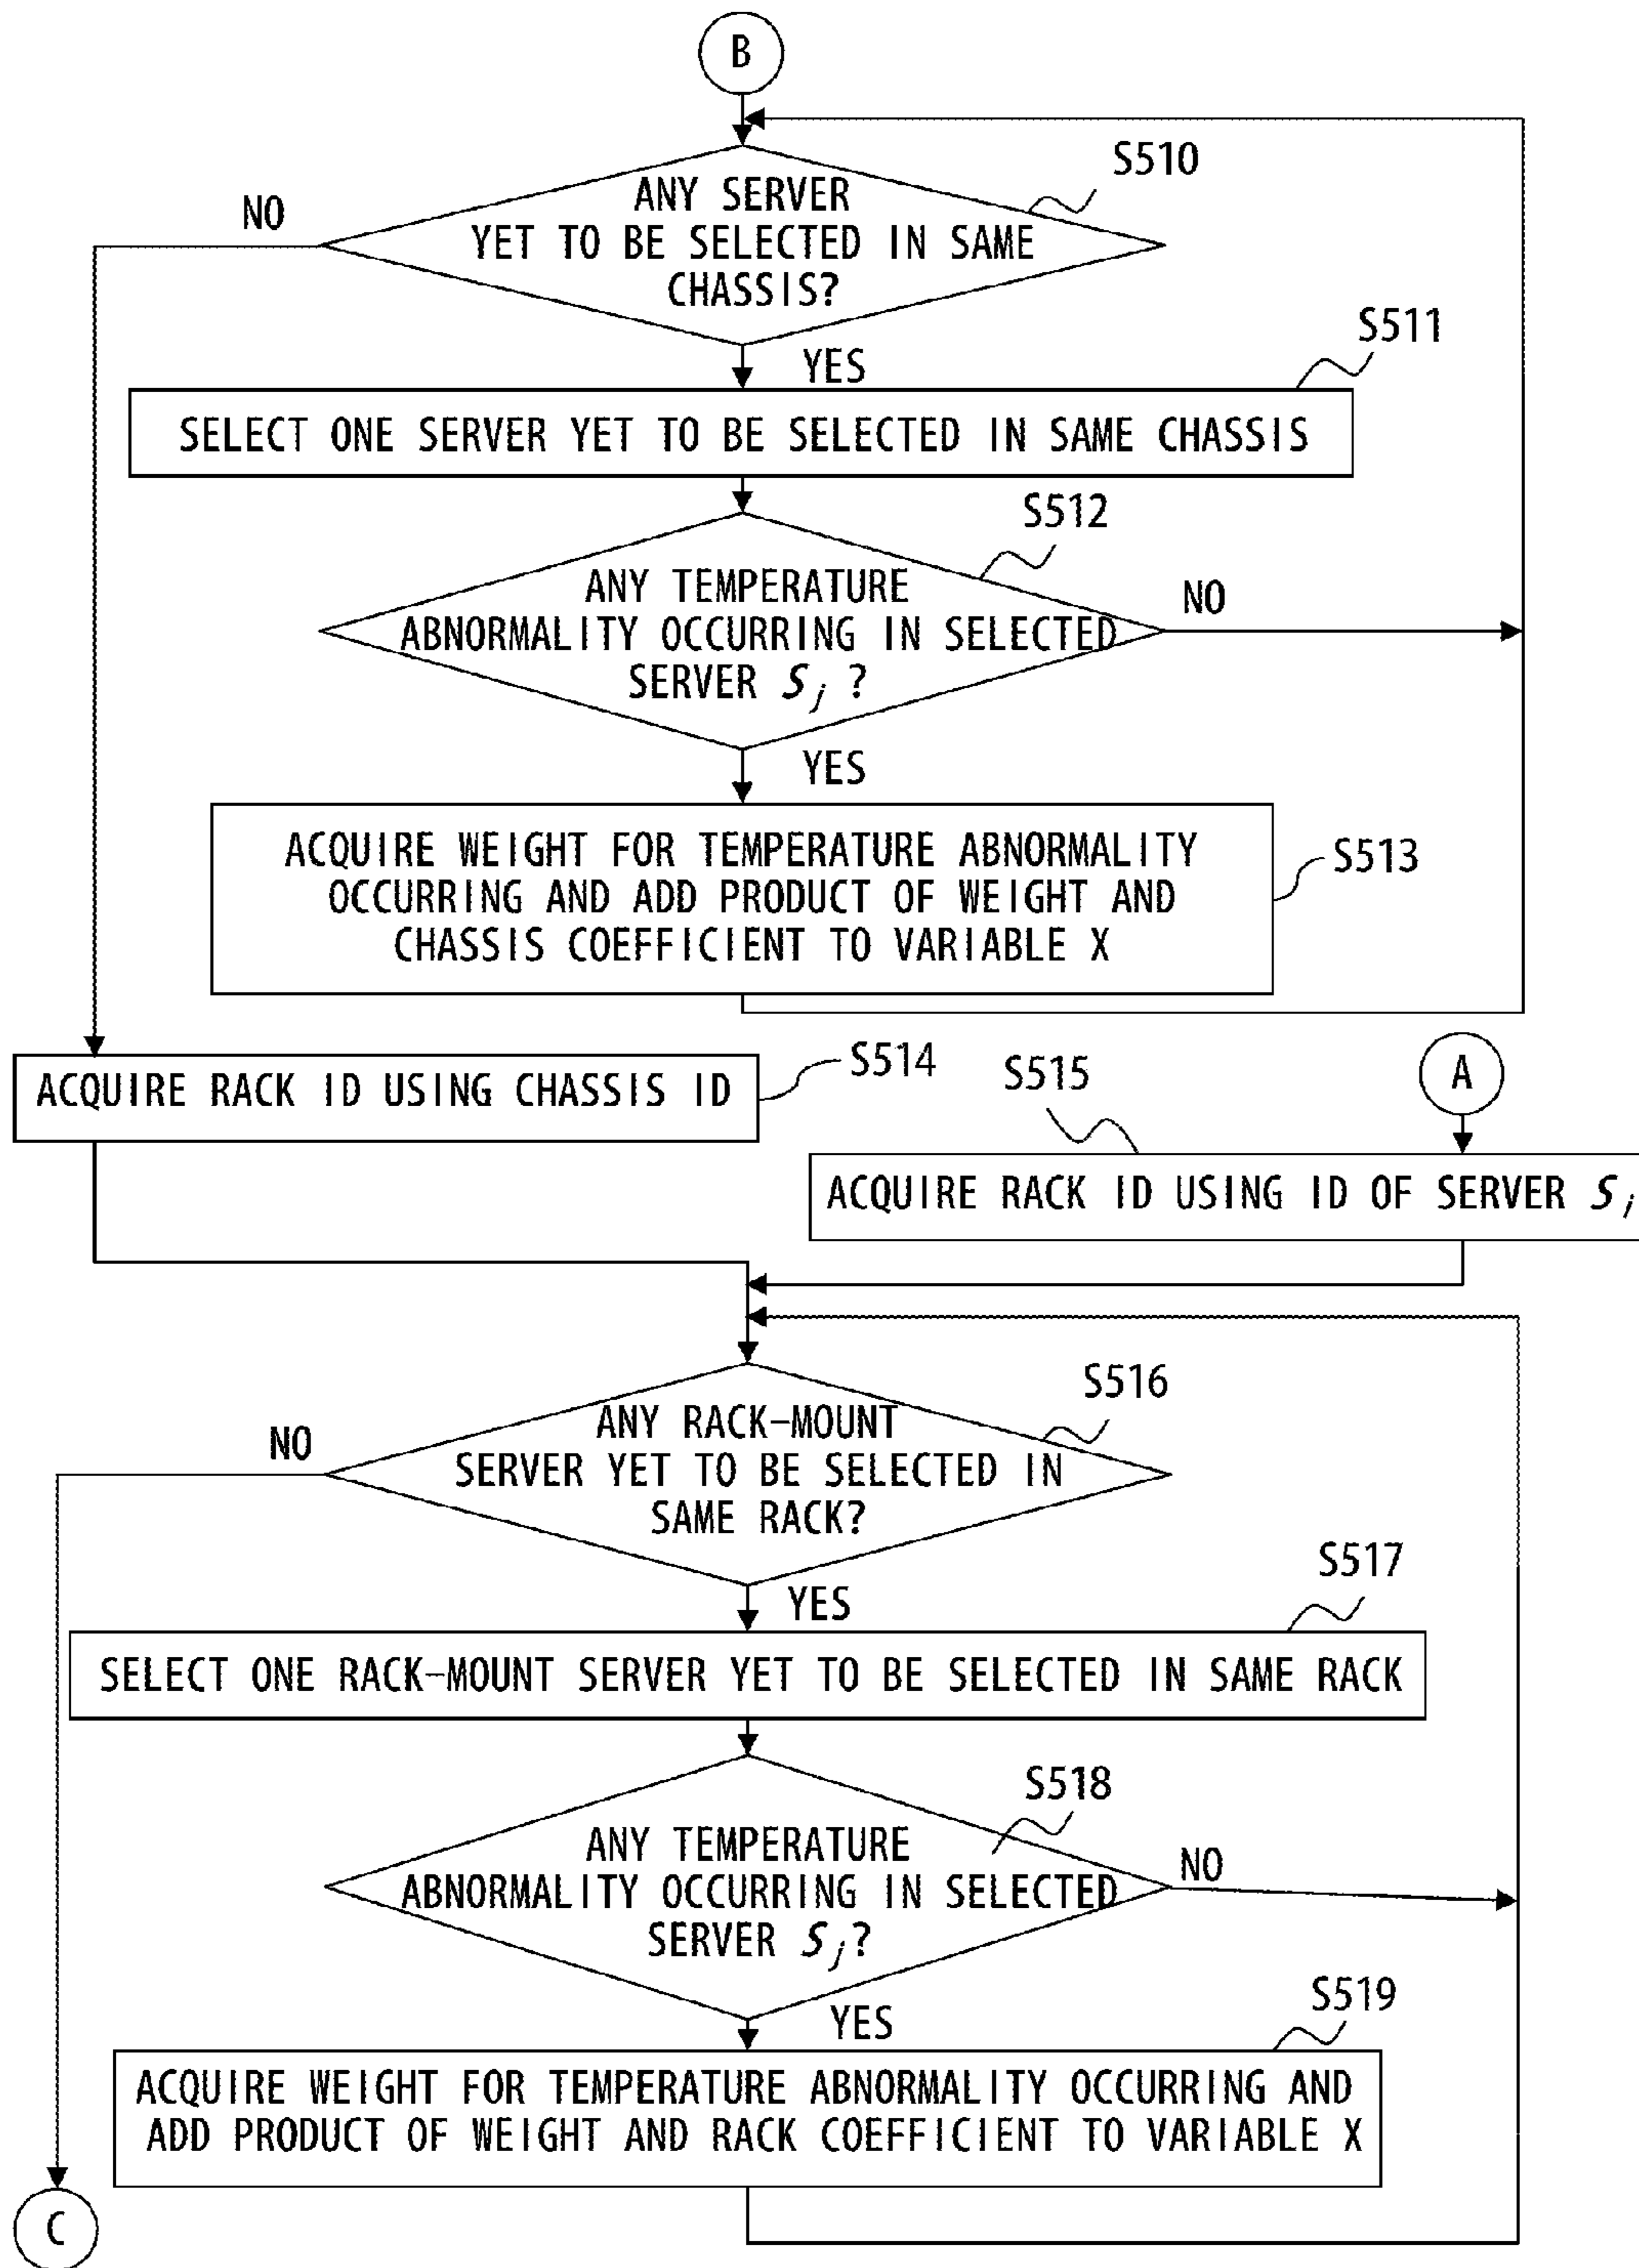 B
S510
ANY SERVER
YET TO BE SELECTED IN SAME
CHASSIS?
NO
YES
S511
SELECT ONE SERVER YET TO BE SELECTED IN SAME CHASSIS
S512
ANY TEMPERATURE
ABNORMALITY OCCURRING IN SELECTED
SERVER Sj ?
NO
YES
ACQUIRE WEIGHT FOR TEMPERATURE ABNORMALITY
OCCURRING AND ADD PRODUCT OF WEIGHT AND
CHASSIS COEFFICIENT TO VARIABLE X
S513
ACQUIRE RACK ID USING CHASSIS ID
S514
S515
A
ACQUIRE RACK ID USING ID OF SERVER Si
S516
ANY RACK-MOUNT
SERVER YET TO BE SELECTED IN
SAME RACK?
NO
YES
S517
SELECT ONE RACK-MOUNT SERVER YET TO BE SELECTED IN SAME RACK
S518
ANY TEMPERATURE
ABNORMALITY OCCURRING IN SELECTED
SERVER Sj?
NO
YES
S519
ACQUIRE WEIGHT FOR TEMPERATURE ABNORMALITY OCCURRING AND
ADD PRODUCT OF WEIGHT AND RACK COEFFICIENT TO VARIABLE X
C